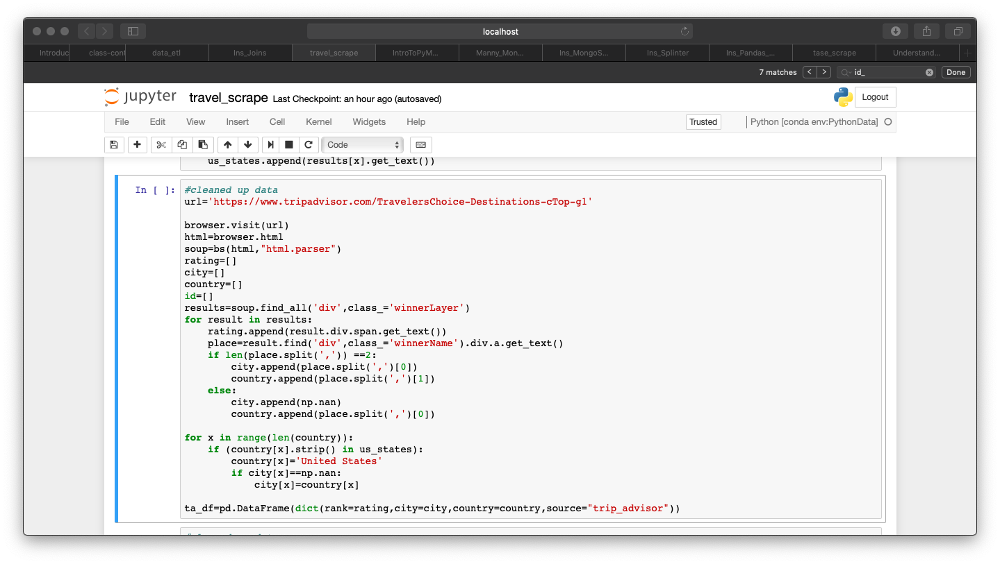 localhost
Introduc class-cont data_etl Ins_Joins travel_scrape IntroToPyM... Manny_Mon... Ins_MongoS... Ins_Splinter Ins_Pandas_... tase_scrape Understand...
7 matches < > id_ Done
jupyter travel_scrape Last Checkpoint: an hour ago (autosaved) Logout
File Edit View Insert Cell Kernel Widgets Help Trusted Python [conda env:PythonData]
Code
us_states.append(results[x].get_text())
In [ ]: #cleaned up data
url='https://www.tripadvisor.com/TravelersChoice-Destinations-cTop-g1'
browser.visit(url)
html=browser.html
soup=bs(html,"html.parser")
rating=[]
city=[]
country=[]
id=[]
results=soup.find_all('div',class_='winnerLayer')
for result in results:
rating.append(result.div.span.get_text())
place=result.find('div',class_='winnerName').div.a.get_text()
if len(place.split(',')) ==2:
city.append(place.split(',')[0])
country.append(place.split(',')[1])
else:
city.append(np.nan)
country.append(place.split(',')[0])
for x in range(len(country)):
if (country[x].strip() in us_states):
country[x]='United States'
if city[x]==np.nan:
city[x]=country[x]
ta_df=pd.DataFrame(dict(rank=rating,city=city,country=country,source="trip_advisor"))